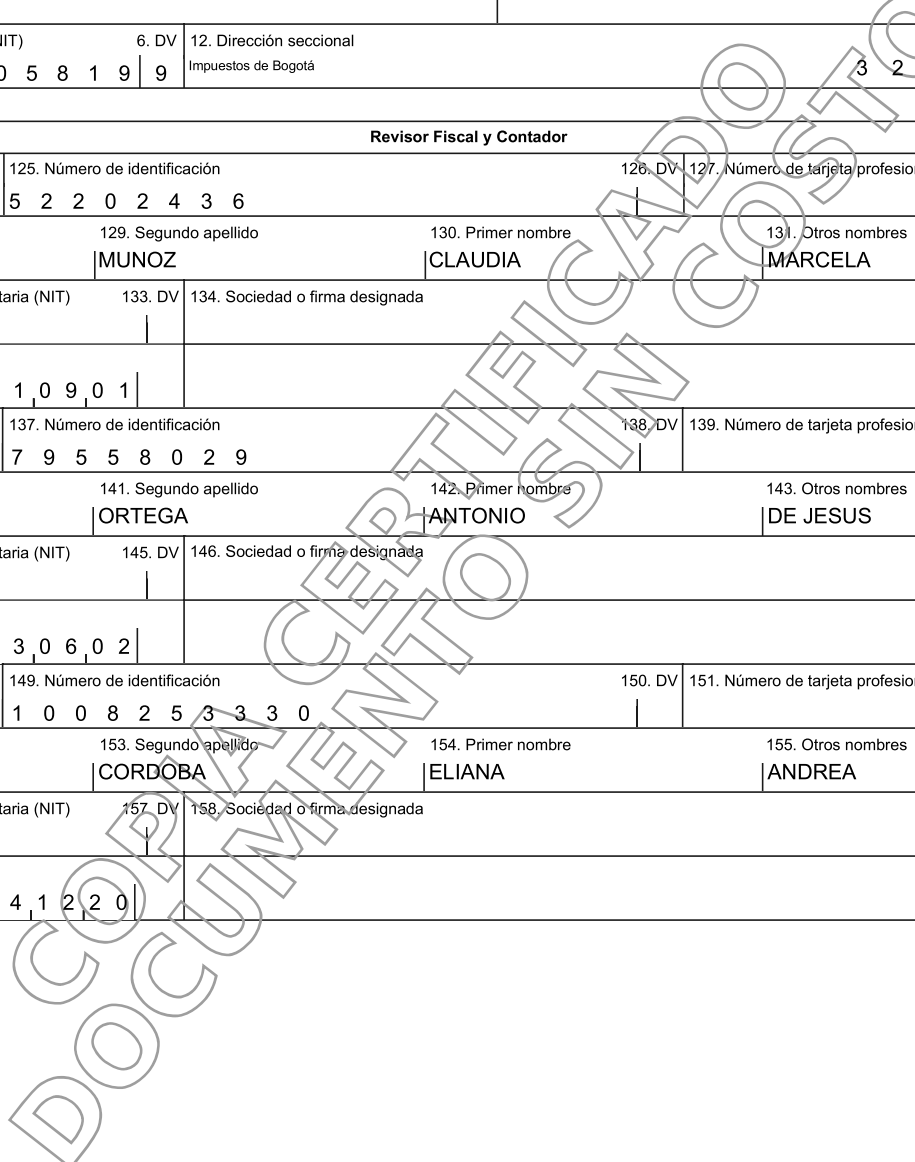 IT) 6. DV 12. Dirección seccional
5 8 1 9 9 Impuestos de Bogotá 3 2
Revisor Fiscal y Contador
125. Número de identificación 126. DV 127. Número de tarjeta profesio
5 2 2 0 2 4 3 6
129. Segundo apellido 130. Primer nombre 131. Otros nombres
MUNOZ CLAUDIA MARCELA
taria (NIT) 133. DV 134. Sociedad o firma designada
1 0 9 0 1
137. Número de identificación 138. DV 139. Número de tarjeta profesio
7 9 5 5 8 0 2 9
141. Segundo apellido 142. Primer nombre 143. Otros nombres
ORTEGA ANTONIO DE JESUS
taria (NIT) 145. DV 146. Sociedad o firma designada
3 0 6 0 2
149. Número de identificación 150. DV 151. Número de tarjeta profesio
1 0 0 8 2 5 3 3 3 0
153. Segundo apellido 154. Primer nombre 155. Otros nombres
CORDOBA ELIANA ANDREA
taria (NIT) 157. DV 158. Sociedad o firma designada
4 1 2 2 0
COPIA CERTIFICADO
DOCUMENTO SIN COSTO